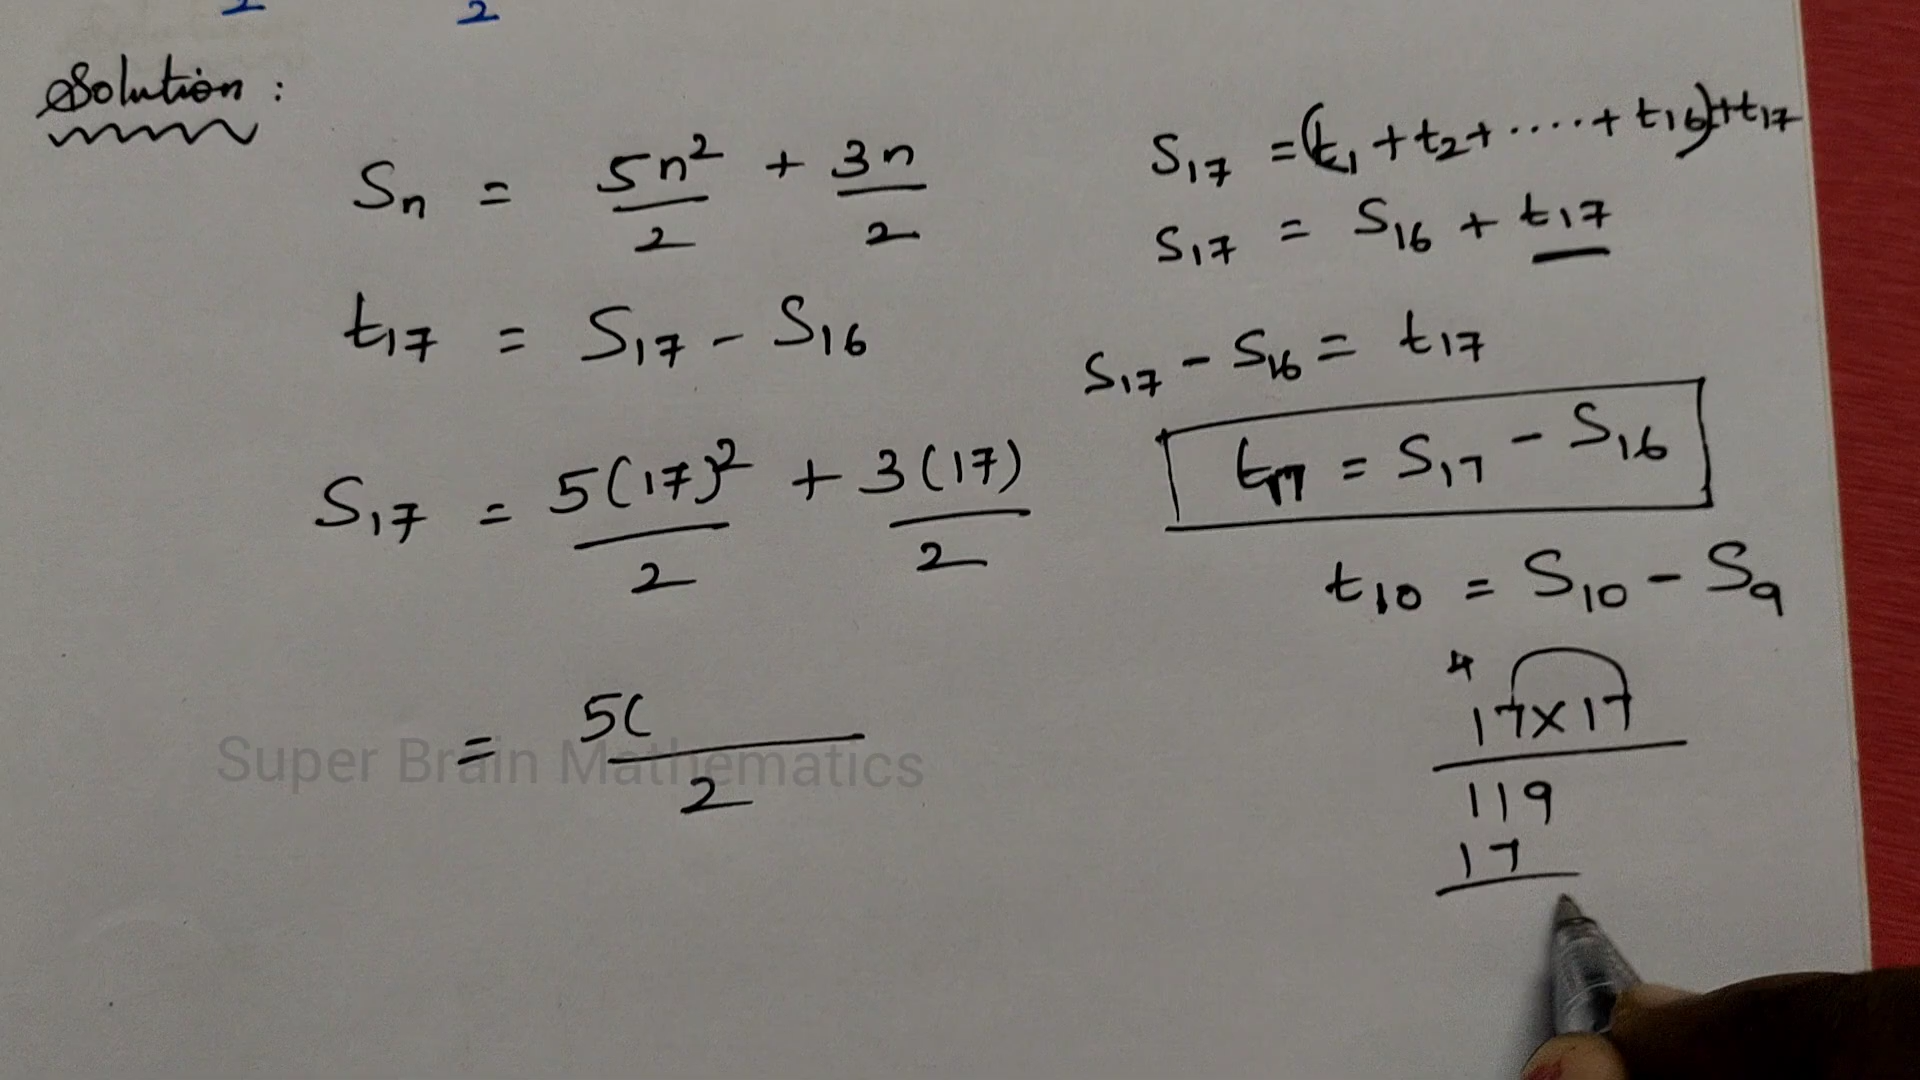 2 2
Solution :
Sn = 5n²/2 + 3n/2
t17 = S17 - S16
S17 = 5(17)²/2 + 3(17)/2
= 5(/2
S17 = (t1 + t2 + ..... + t16) + t17
S17 = S16 + t17
S17 - S16 = t17
t17 = S17 - S16
t10 = S10 - S9
4
17 × 17
119
17
Super Brain Mathematics